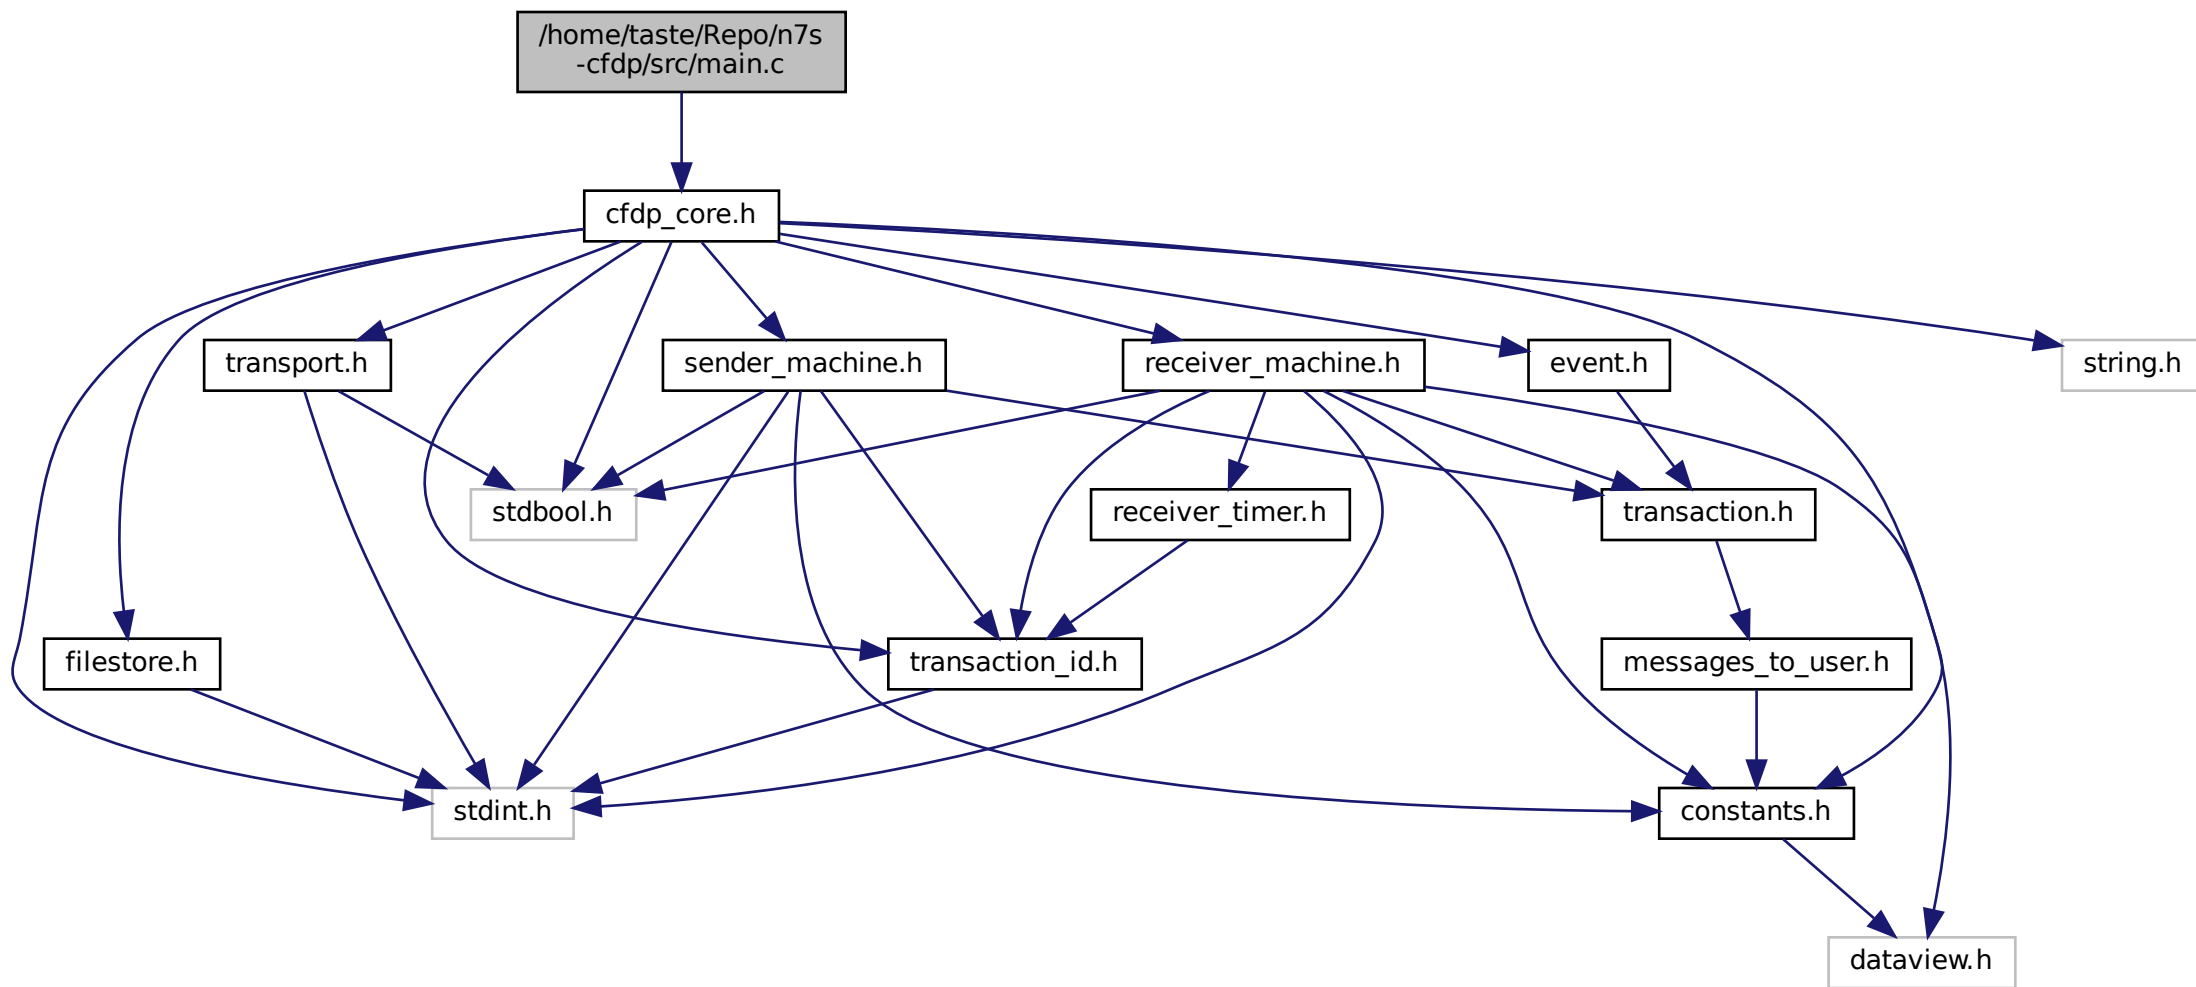 /home/taste/Repo/n7s
-cfdp/src/main.c
cfdp_core.h
transport.h
sender_machine.h
receiver_machine.h
event.h
string.h
stdbool.h
receiver_timer.h
transaction.h
filestore.h
transaction_id.h
messages_to_user.h
stdint.h
constants.h
dataview.h